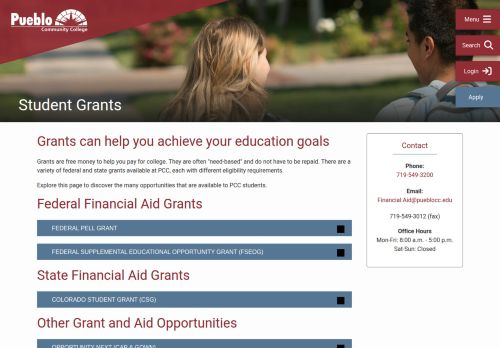 Pueblo
Community College
Menu
Search
Login
Apply
Student Grants
Grants can help you achieve your education goals
Grants are free money to help you pay for college. They are often "need-based" and do not have to be repaid. There are a
variety of federal and state grants available at PCC, each with different eligibility requirements.
Explore this page to discover the many opportunities that are available to PCC students.
Federal Financial Aid Grants
FEDERAL PELL GRANT
FEDERAL SUPPLEMENTAL EDUCATIONAL OPPORTUNITY GRANT (FSEOG)
State Financial Aid Grants
COLORADO STUDENT GRANT (CSG)
Other Grant and Aid Opportunities
OPPORTUNITY NEXT (CAP & GOWN)
Contact
Phone:
719-549-3200
Email:
Financial.Aid@pueblocc.edu
719-549-3012 (fax)
Office Hours
Mon-Fri: 8:00 a.m. - 5:00 p.m.
Sat-Sun: Closed